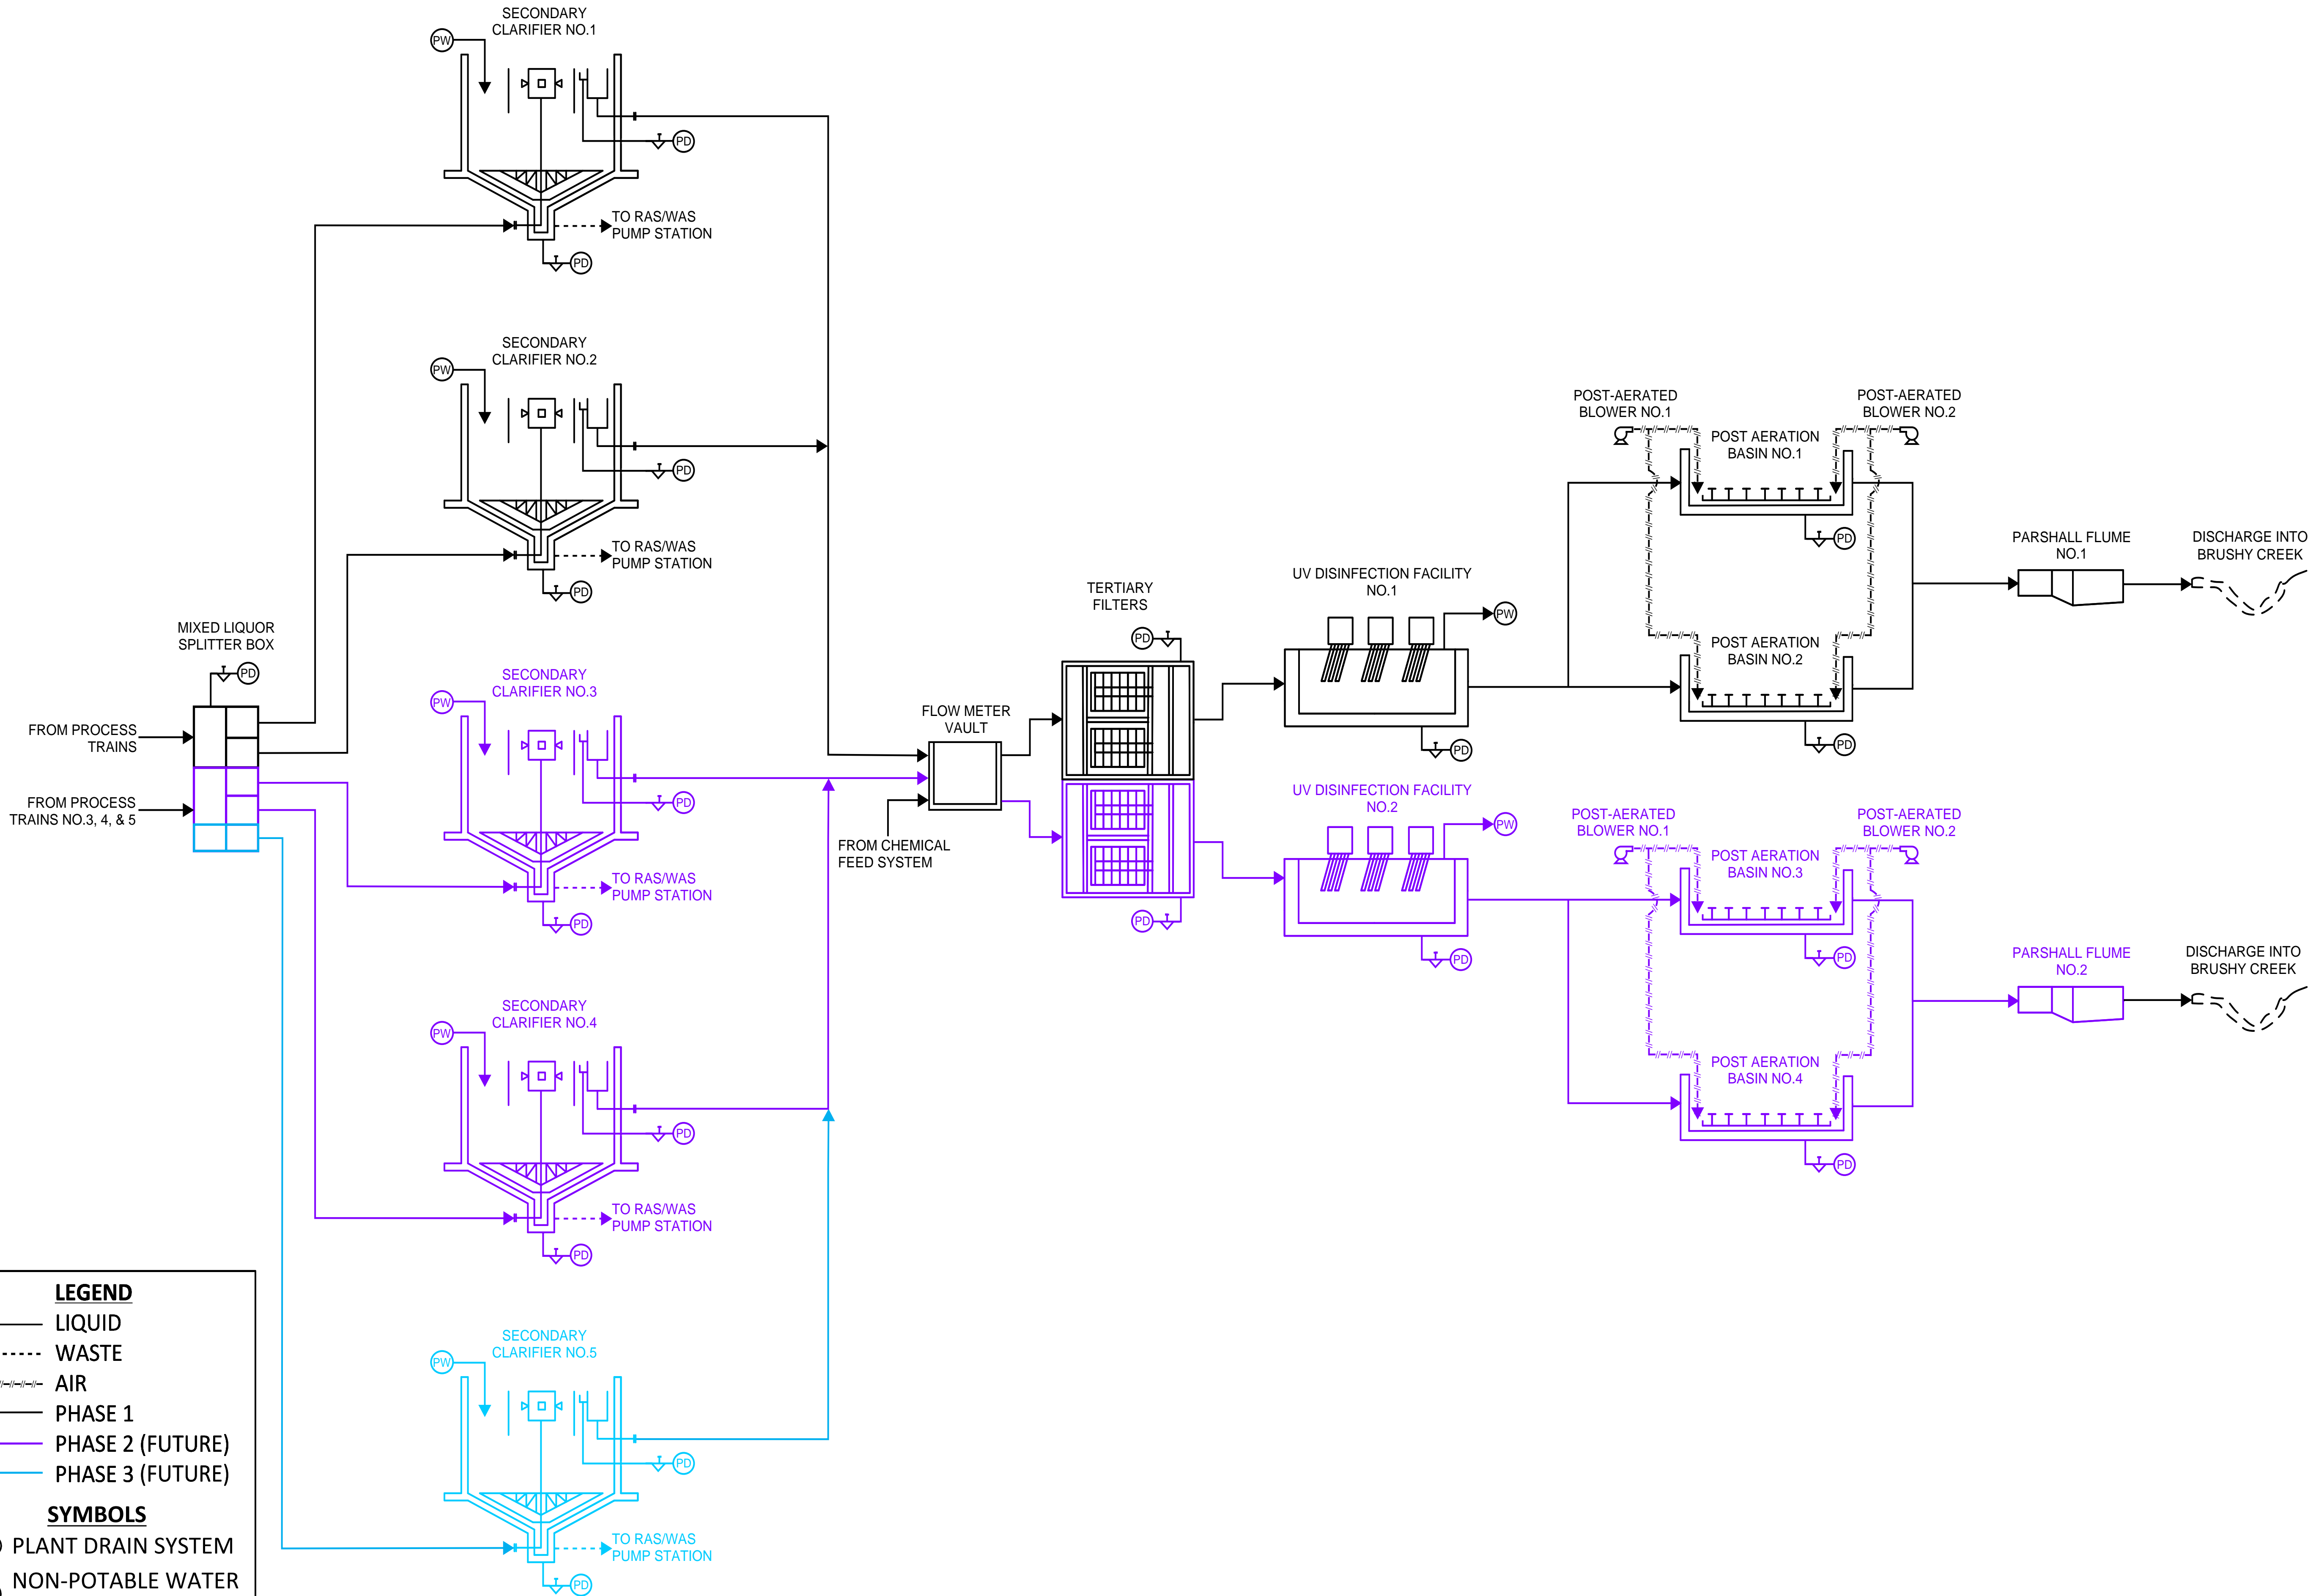 SECONDARY
CLARIFIER NO.1
PW
PD
TO RAS/WAS
PUMP STATION
PD
SECONDARY
CLARIFIER NO.2
PW
PD
TO RAS/WAS
PUMP STATION
PD
MIXED LIQUOR
SPLITTER BOX
PD
FROM PROCESS
TRAINS
FROM PROCESS
TRAINS NO.3, 4, & 5
SECONDARY
CLARIFIER NO.3
PW
PD
TO RAS/WAS
PUMP STATION
PD
SECONDARY
CLARIFIER NO.4
PW
PD
TO RAS/WAS
PUMP STATION
PD
SECONDARY
CLARIFIER NO.5
PW
PD
TO RAS/WAS
PUMP STATION
PD
FLOW METER
VAULT
FROM CHEMICAL
FEED SYSTEM
TERTIARY
FILTERS
PD
PD
UV DISINFECTION FACILITY
NO.1
PW
PD
UV DISINFECTION FACILITY
NO.2
PW
PD
POST-AERATED
BLOWER NO.1
POST-AERATED
BLOWER NO.2
POST AERATION
BASIN NO.1
PD
POST AERATION
BASIN NO.2
PD
PARSHALL FLUME
NO.1
DISCHARGE INTO
BRUSHY CREEK
POST-AERATED
BLOWER NO.1
POST-AERATED
BLOWER NO.2
POST AERATION
BASIN NO.3
PD
POST AERATION
BASIN NO.4
PD
PARSHALL FLUME
NO.2
DISCHARGE INTO
BRUSHY CREEK
LEGEND
LIQUID
WASTE
AIR
PHASE 1
PHASE 2 (FUTURE)
PHASE 3 (FUTURE)
SYMBOLS
PLANT DRAIN SYSTEM
NON-POTABLE WATER